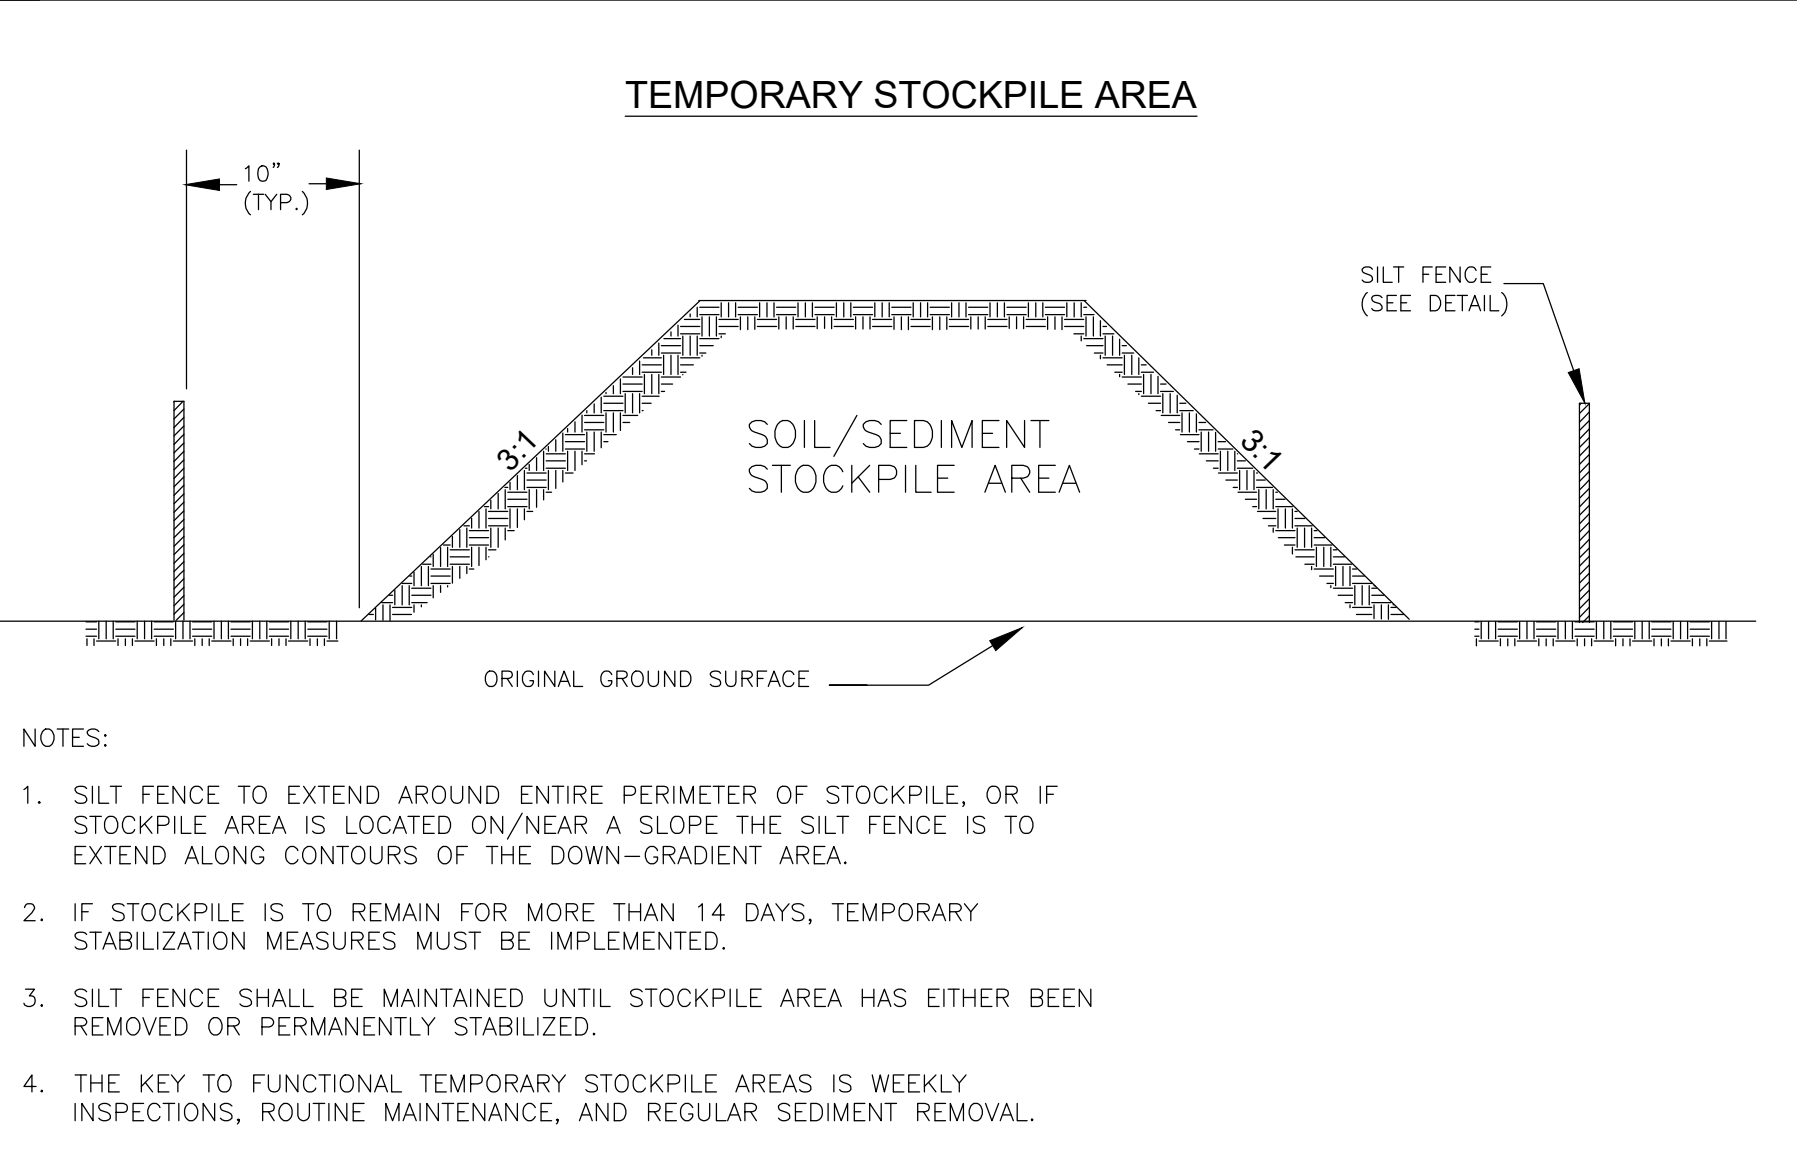 TEMPORARY STOCKPILE AREA
10”
(TYP.)
SILT FENCE
(SEE DETAIL)
3:1
3:1
SOIL/SEDIMENT
STOCKPILE AREA
ORIGINAL GROUND SURFACE
NOTES:
1. SILT FENCE TO EXTEND AROUND ENTIRE PERIMETER OF STOCKPILE, OR IF
STOCKPILE AREA IS LOCATED ON/NEAR A SLOPE THE SILT FENCE IS TO
EXTEND ALONG CONTOURS OF THE DOWN-GRADIENT AREA.
2. IF STOCKPILE IS TO REMAIN FOR MORE THAN 14 DAYS, TEMPORARY
STABILIZATION MEASURES MUST BE IMPLEMENTED.
3. SILT FENCE SHALL BE MAINTAINED UNTIL STOCKPILE AREA HAS EITHER BEEN
REMOVED OR PERMANENTLY STABILIZED.
4. THE KEY TO FUNCTIONAL TEMPORARY STOCKPILE AREAS IS WEEKLY
INSPECTIONS, ROUTINE MAINTENANCE, AND REGULAR SEDIMENT REMOVAL.